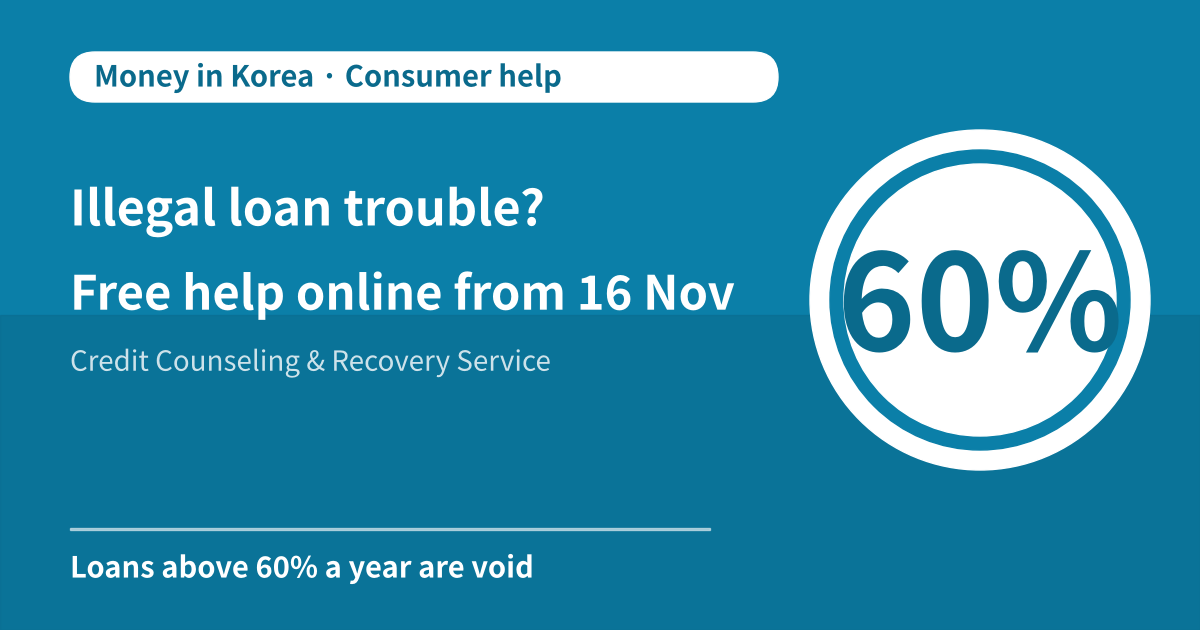 Money in Korea · Consumer help
Illegal loan trouble?
Free help online from 16 Nov
Credit Counseling & Recovery Service
60%
Loans above 60% a year are void